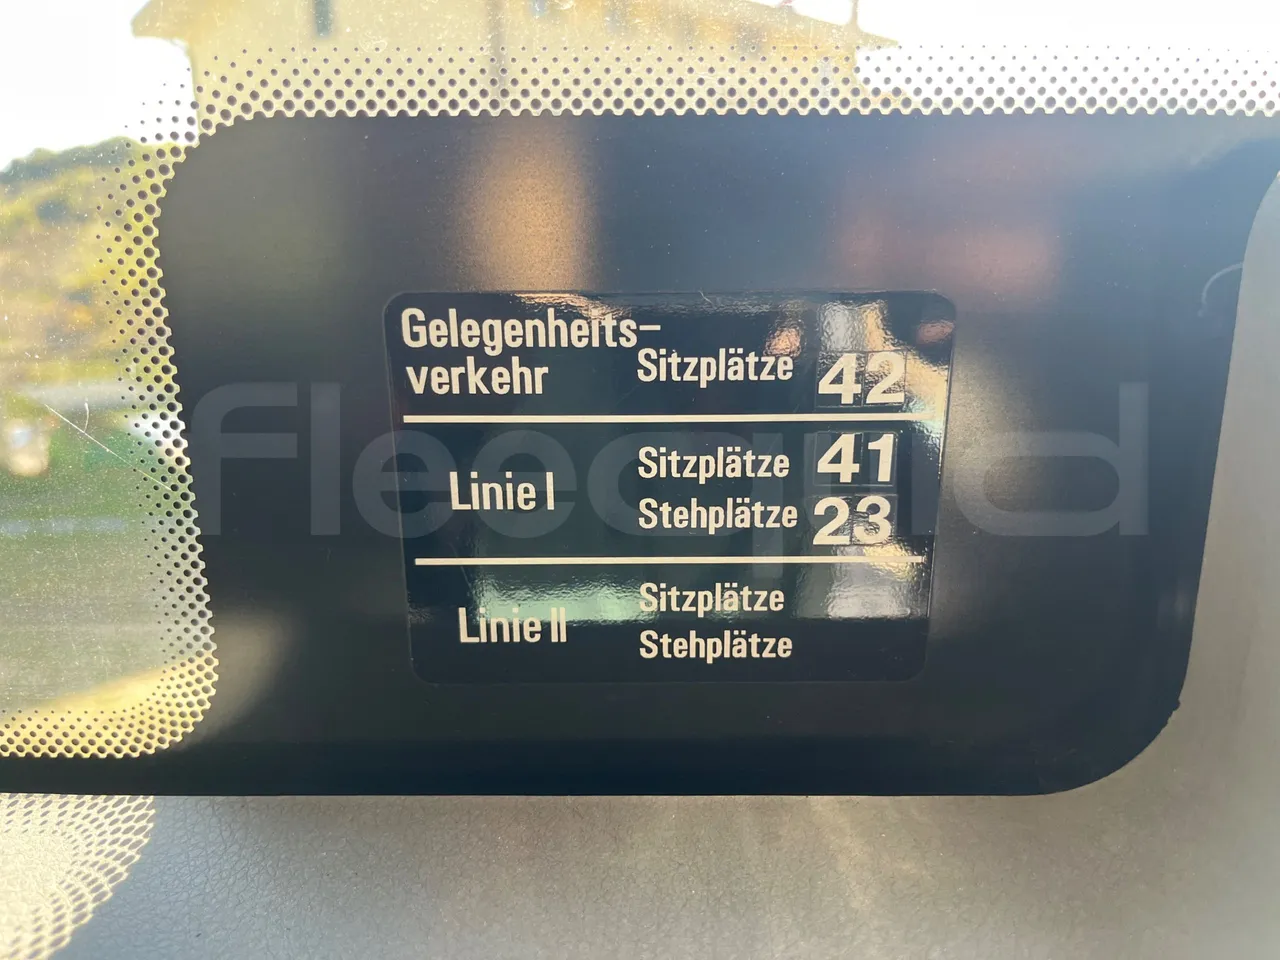 Gelegenheits-
verkehr Sitzplätze 42
Linie I Sitzplätze 41
Stehplätze 23
Linie II Sitzplätze
Stehplätze
fleequid